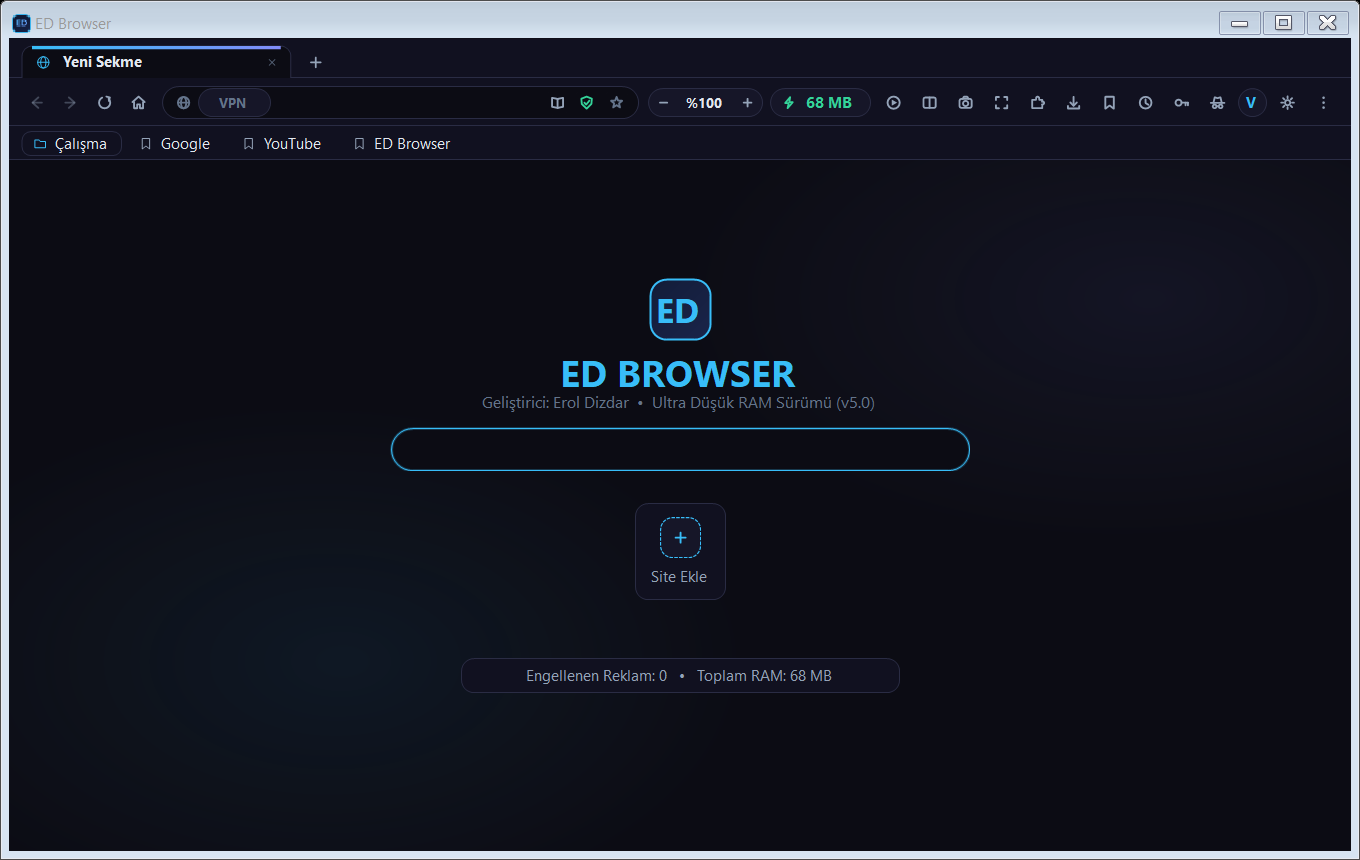 ED ED Browser
Yeni Sekme
VPN %100 68 MB V
Çalışma Google YouTube ED Browser
ED
ED BROWSER
Geliştirici: Erol Dizdar • Ultra Düşük RAM Sürümü (v5.0)
Site Ekle
Engellenen Reklam: 0 • Toplam RAM: 68 MB